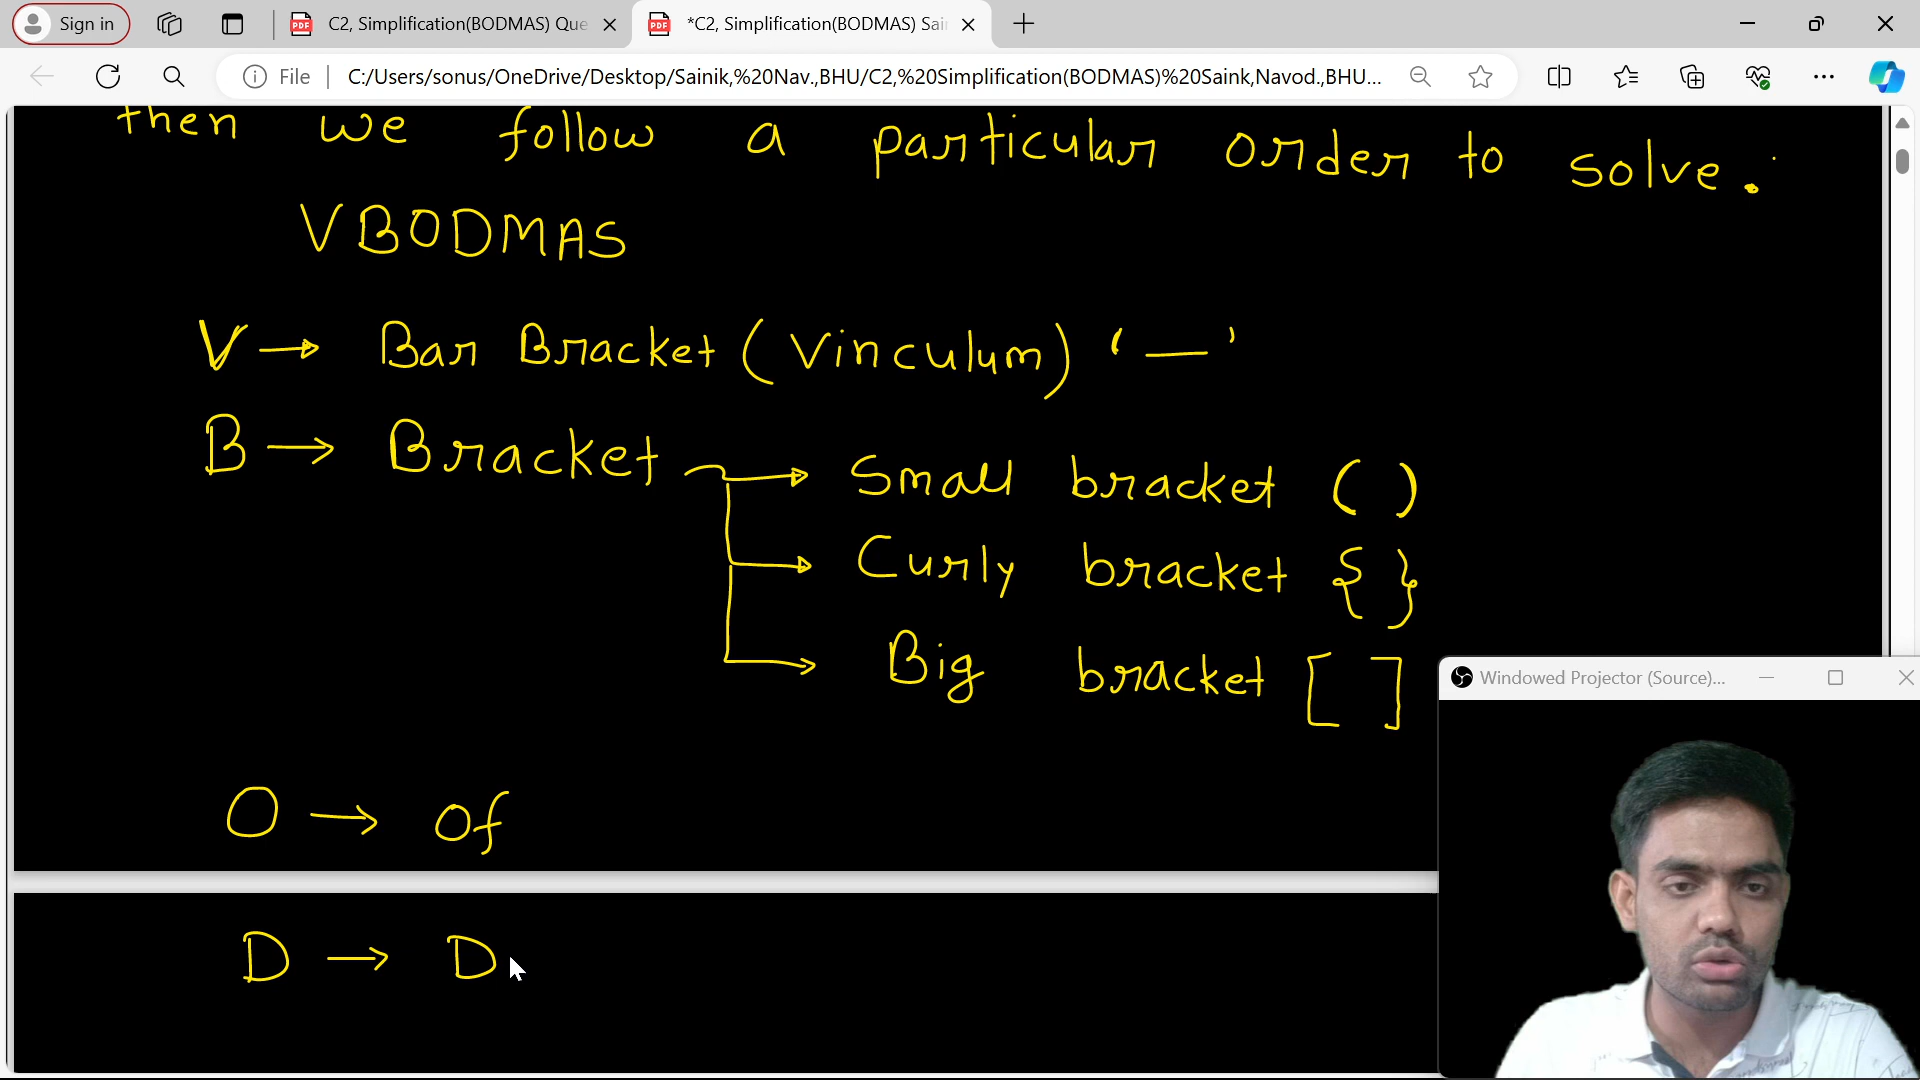 Sign in
C2, Simplification(BODMAS) Que
*C2, Simplification(BODMAS) Sai
File
C:/Users/sonus/OneDrive/Desktop/Sainik,%20Nav.,BHU/C2,%20Simplification(BODMAS)%20Saink,Navod.,BHU...
then we follow a particular order to solve.
VBODMAS
V → Bar Bracket (Vinculum) ‘—’
B → Bracket → Small bracket ( )
→ Curly bracket { }
→ Big bracket [ ]
Windowed Projector (Source)...
O → Of
D → D